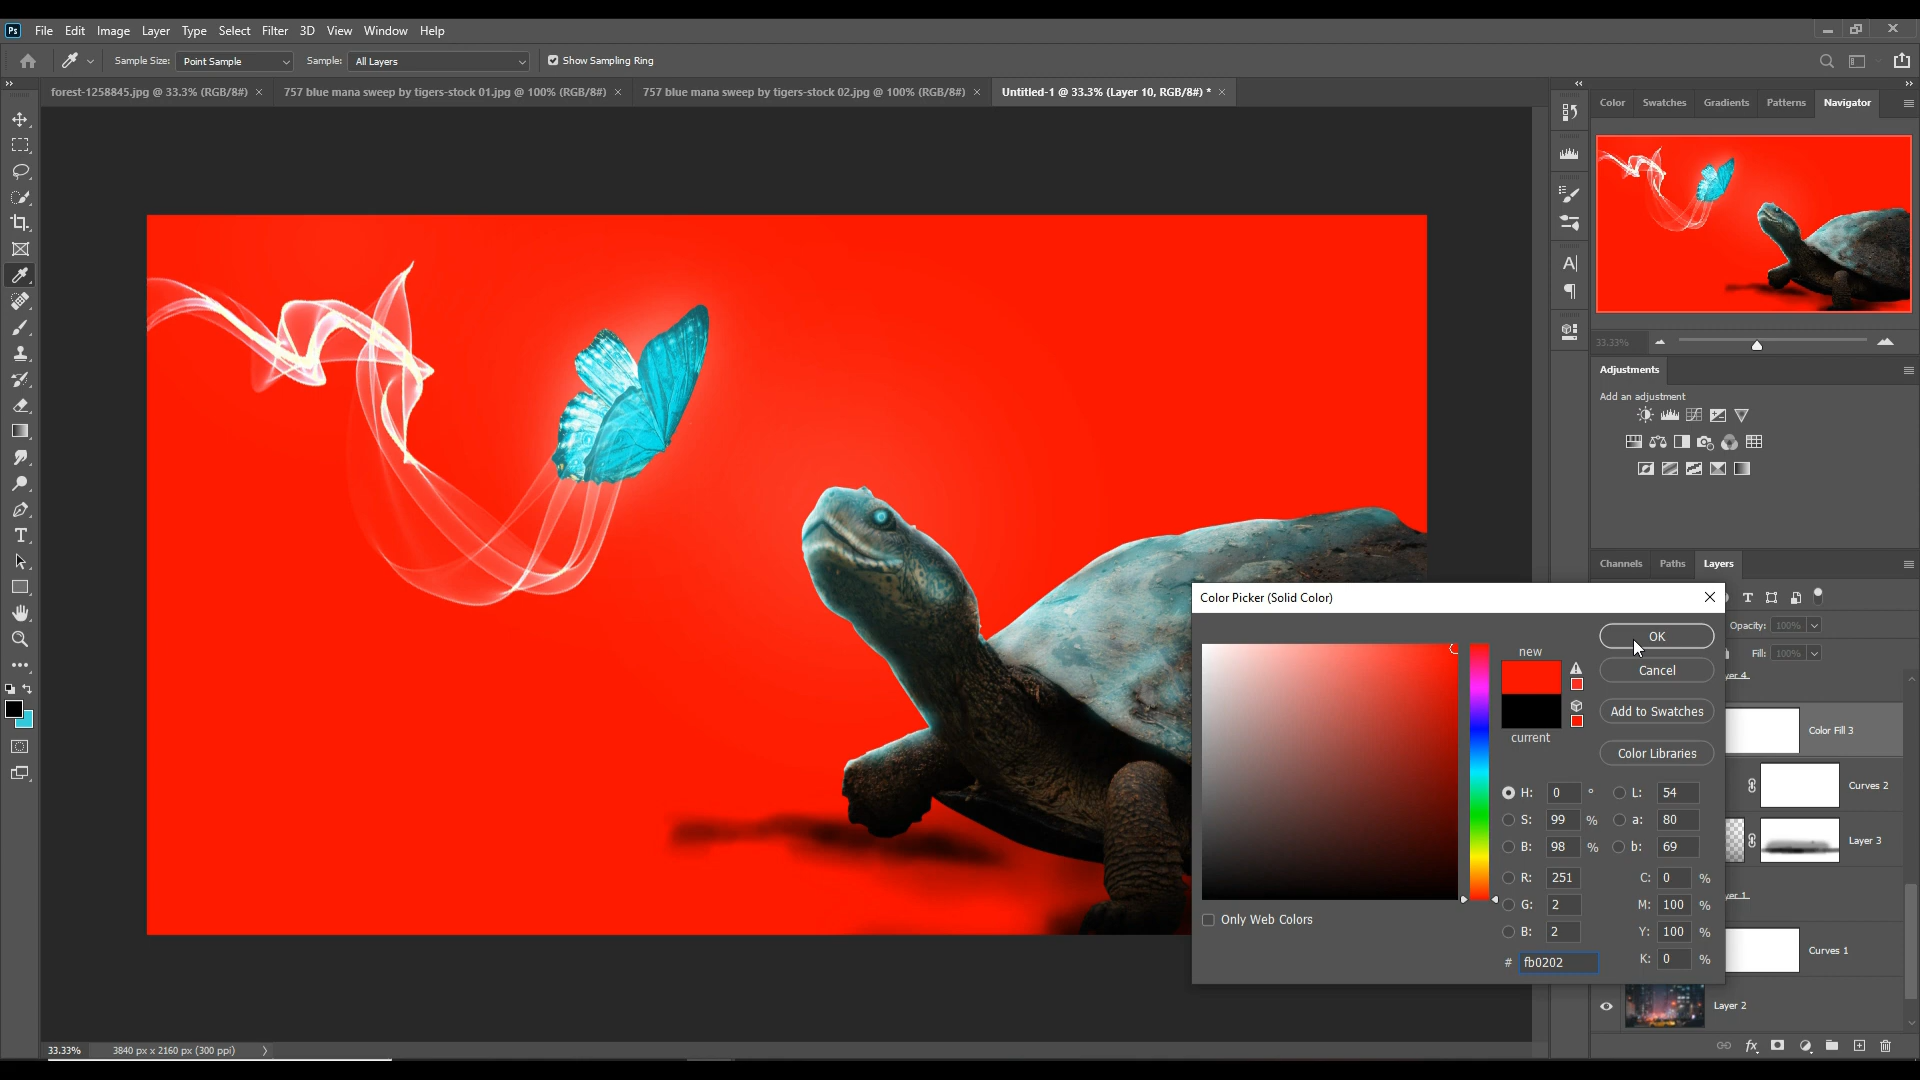 Ps File Edit Image Layer Type Select Filter 3D View Window Help
Sample Size: Point Sample Sample: All Layers Show Sampling Ring
forest-1258845.jpg @ 33.3% (RGB/8#) × 757 blue mana sweep by tigers-stock 01.jpg @ 100% (RGB/8#) × 757 blue mana sweep by tigers-stock 02.jpg @ 100% (RGB/8#) × Untitled-1 @ 33.3% (Layer 10, RGB/8#) * ×
Color Swatches Gradients Patterns Navigator
33.33%
Adjustments
Add an adjustment
Channels Paths Layers
Opacity: 100%
Fill: 100%
yer 4
Color Fill 3
Curves 2
Layer 3
yer 1
Curves 1
Layer 2
Color Picker (Solid Color)
new
current
OK
Cancel
Add to Swatches
Color Libraries
H: 0 ° L: 54
S: 99 % a: 80
B: 98 % b: 69
R: 251 C: 0 %
G: 2 M: 100 %
B: 2 Y: 100 %
# fb0202 K: 0 %
Only Web Colors
33.33% 3840 px x 2160 px (300 ppi)